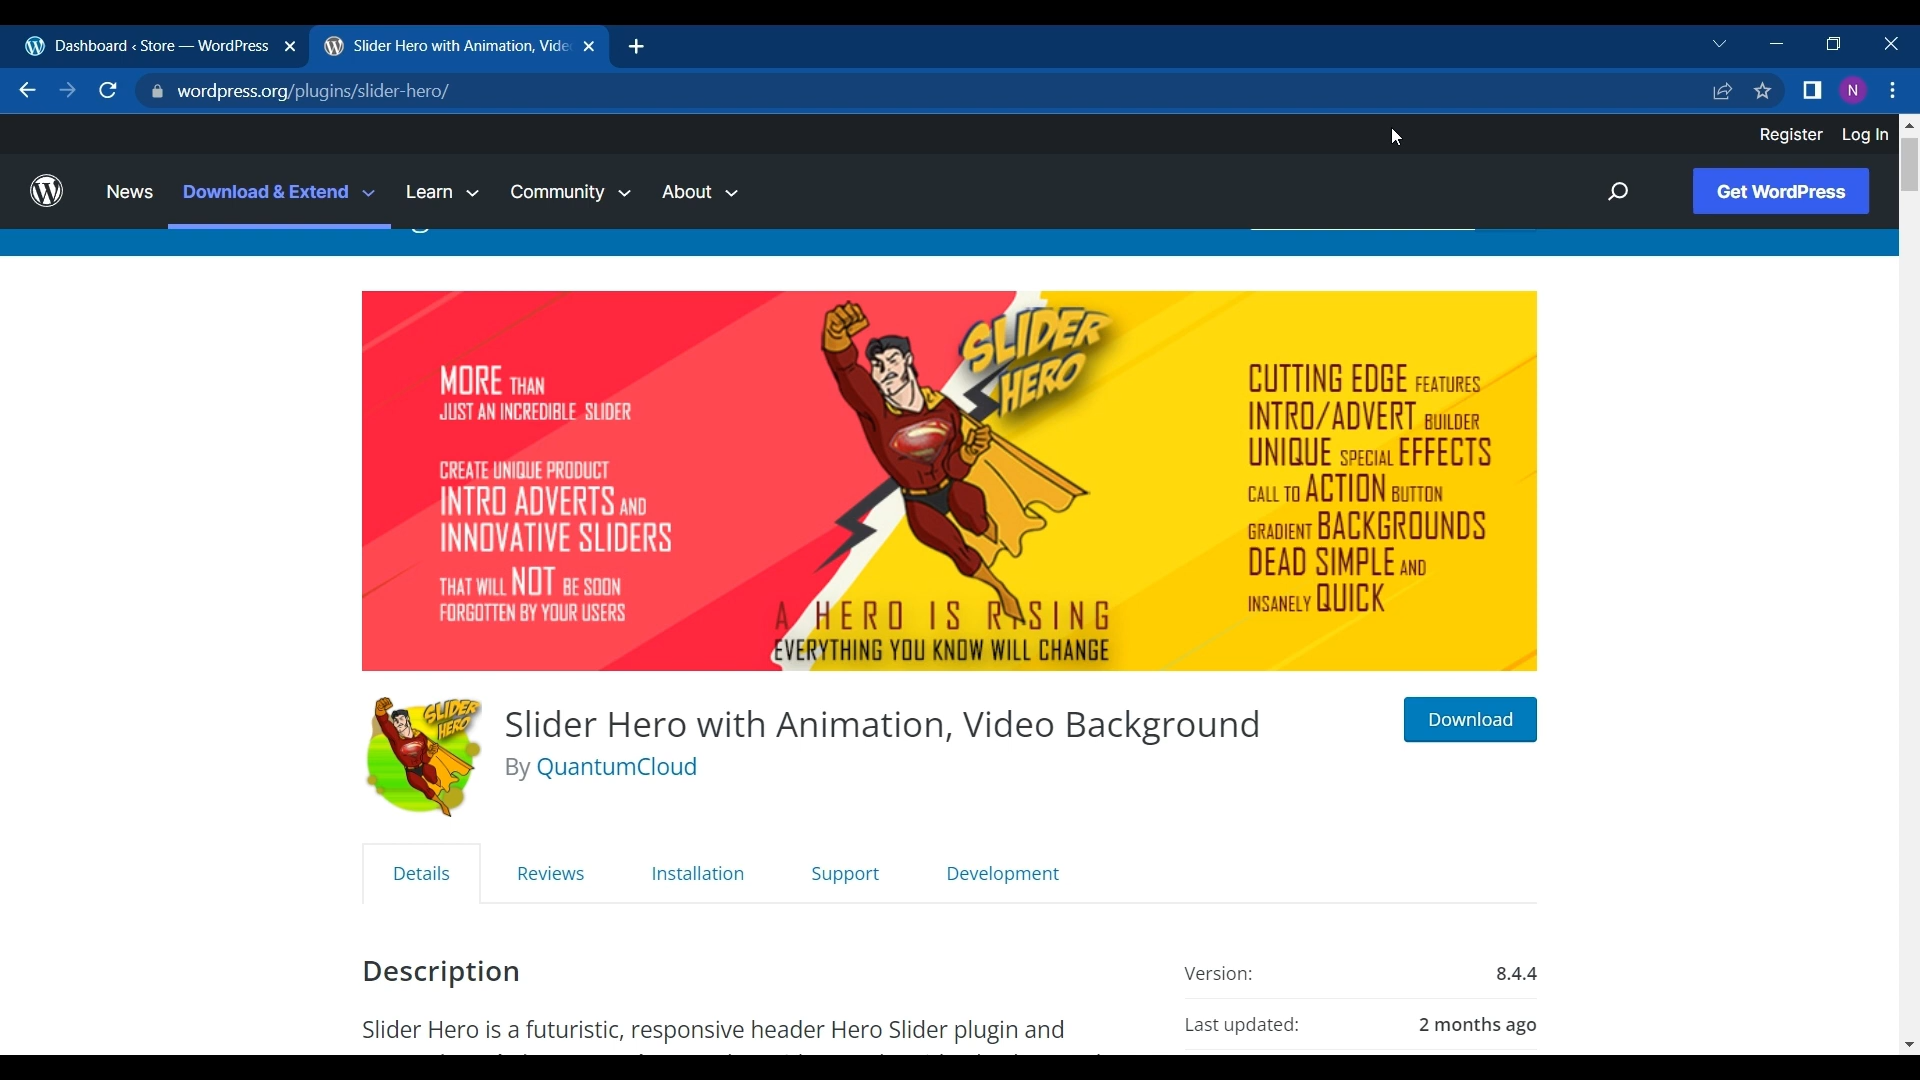 Dashboard ‹ Store — WordPress
Slider Hero with Animation, Vide
wordpress.org/plugins/slider-hero/
N
Register Log In
News Download & Extend Learn Community About
Get WordPress
MORE THAN
JUST AN INCREDIBLE SLIDER
CREATE UNIQUE PRODUCT
INTRO ADVERTS AND
INNOVATIVE SLIDERS
THAT WILL NOT BE SOON
FORGOTTEN BY YOUR USERS
SLIDER
HERO
A HERO IS RISING
EVERYTHING YOU KNOW WILL CHANGE
CUTTING EDGE FEATURES
INTRO/ADVERT BUILDER
UNIQUE SPECIAL EFFECTS
CALL TO ACTION BUTTON
GRADIENT BACKGROUNDS
DEAD SIMPLE AND
INSANELY QUICK
SLIDER
HERO
Slider Hero with Animation, Video Background
By QuantumCloud
Download
Details
Reviews
Installation
Support
Development
Description
Slider Hero is a futuristic, responsive header Hero Slider plugin and
Version: 8.4.4
Last updated: 2 months ago